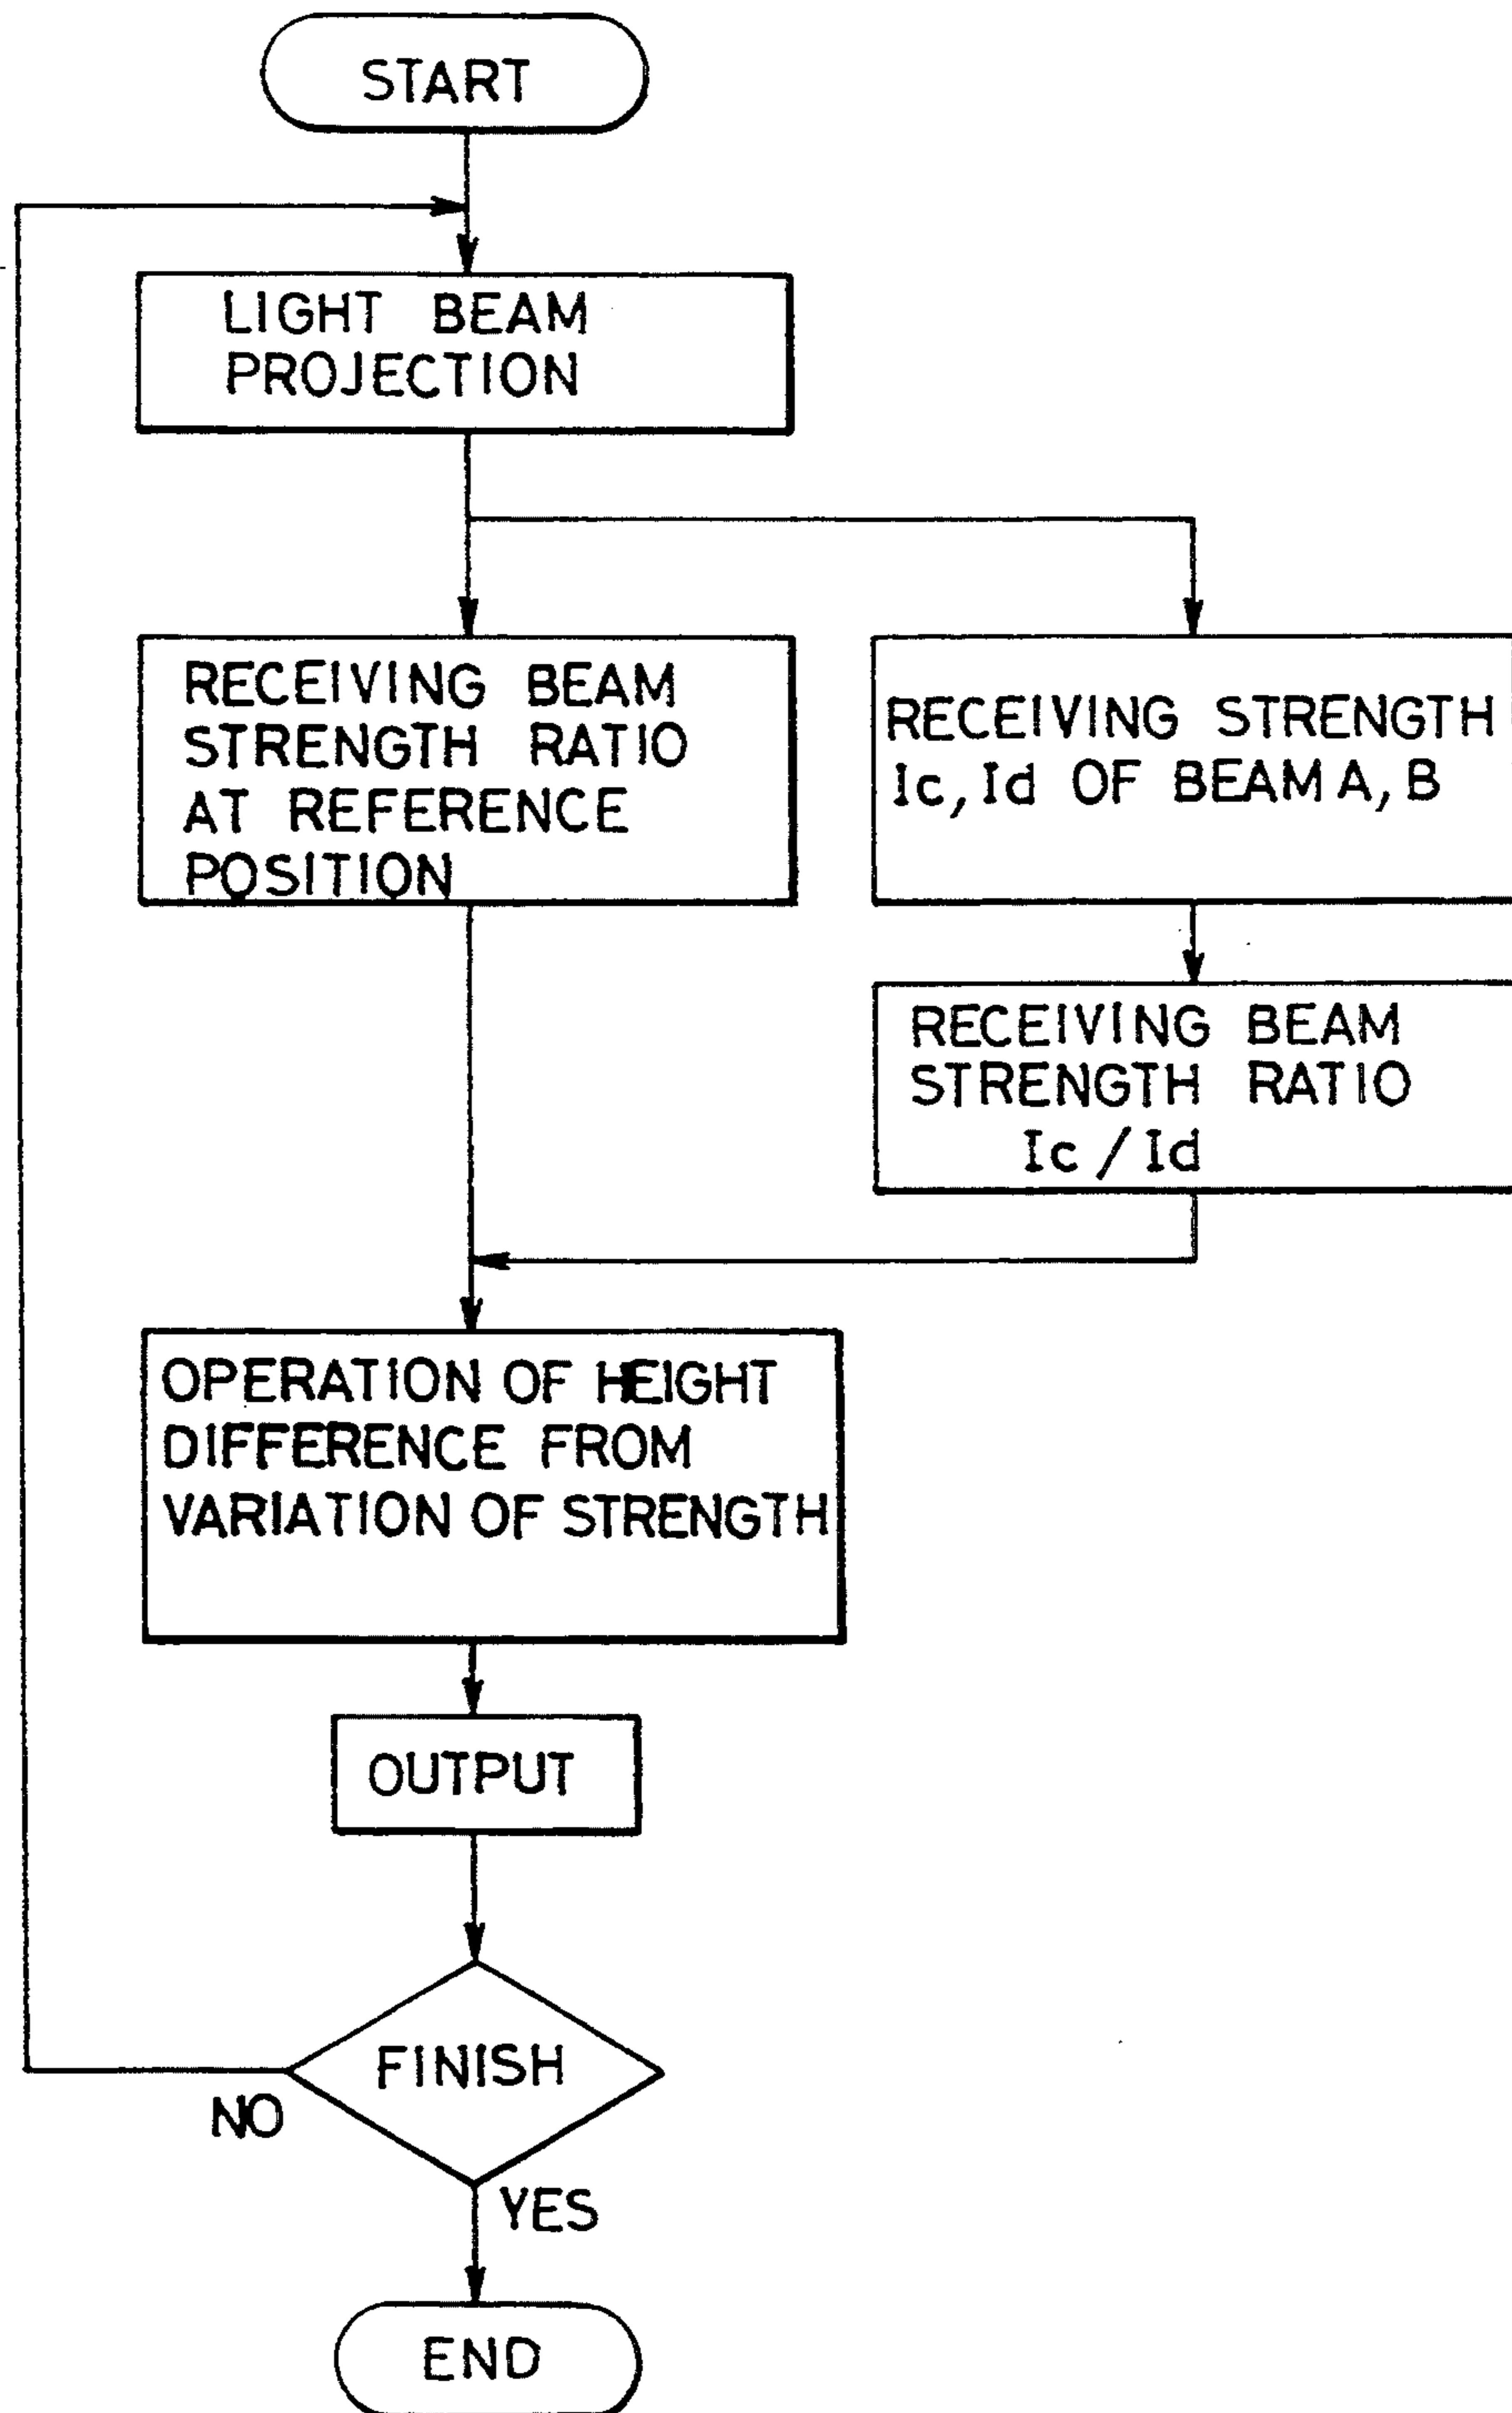 START
LIGHT BEAM
PROJECTION
RECEIVING BEAM
STRENGTH RATIO
AT REFERENCE
POSITION
RECEIVING STRENGTH
Ic, Id OF BEAM A, B
RECEIVING BEAM
STRENGTH RATIO
Ic / Id
OPERATION OF HEIGHT
DIFFERENCE FROM
VARIATION OF STRENGTH
OUTPUT
FINISH
NO
YES
END